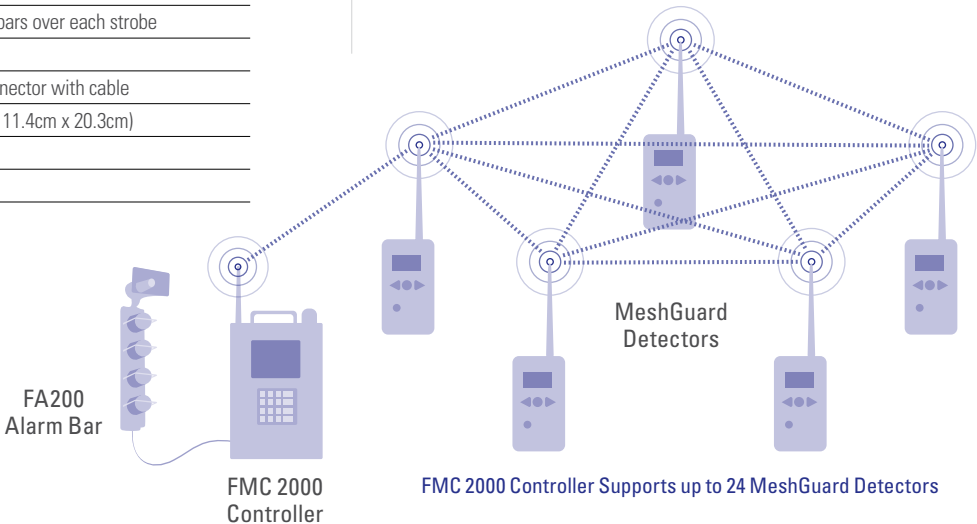 bars over each strobe
nector with cable
11.4cm x 20.3cm)
MeshGuard
Detectors
FA200
Alarm Bar
FMC 2000
Controller
FMC 2000 Controller Supports up to 24 MeshGuard Detectors